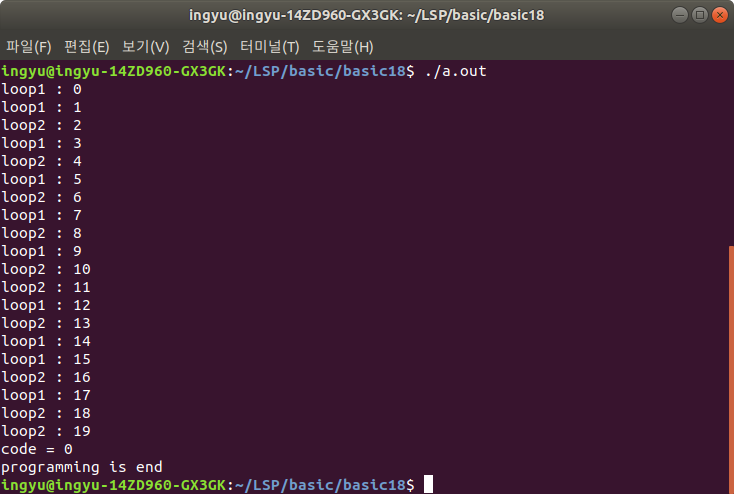 ingyu@ingyu-14ZD960-GX3GK: ~/LSP/basic/basic18
파일(F) 편집(E) 보기(V) 검색(S) 터미널(T) 도움말(H)
ingyu@ingyu-14ZD960-GX3GK:~/LSP/basic/basic18$ ./a.out
loop1 : 0
loop1 : 1
loop2 : 2
loop1 : 3
loop2 : 4
loop1 : 5
loop2 : 6
loop1 : 7
loop2 : 8
loop1 : 9
loop2 : 10
loop2 : 11
loop1 : 12
loop2 : 13
loop1 : 14
loop1 : 15
loop2 : 16
loop1 : 17
loop2 : 18
loop2 : 19
code = 0
programming is end
ingyu@ingyu-14ZD960-GX3GK:~/LSP/basic/basic18$